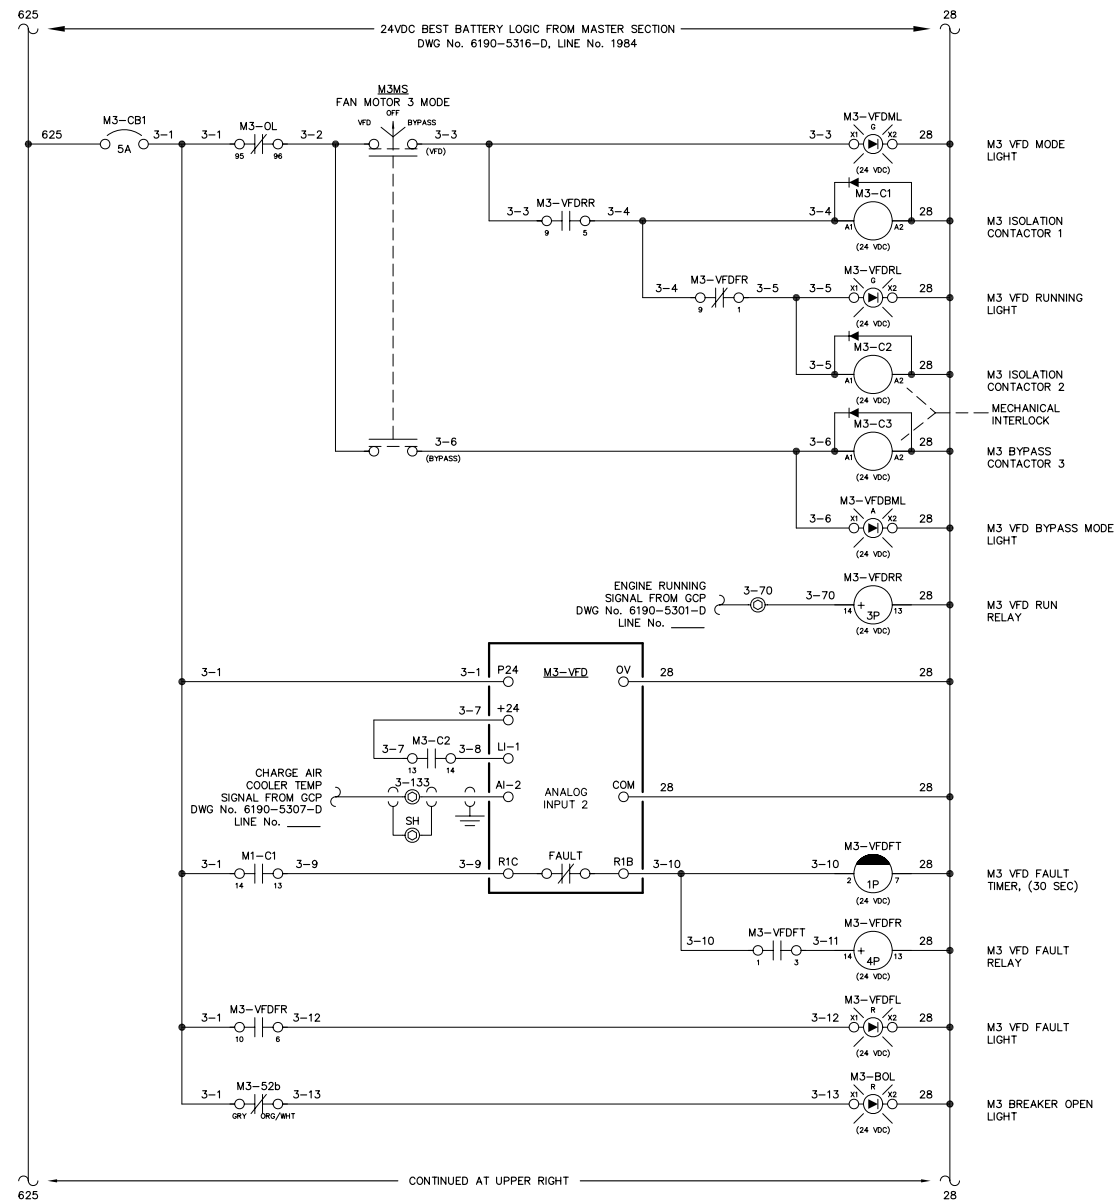 625
28
24VDC BEST BATTERY LOGIC FROM MASTER SECTION
DWG No. 6190-5316-D, LINE No. 1984
M3MS
FAN MOTOR 3 MODE
OFF
VFD
BYPASS
M3-CB1
M3-OL
M3-VFDML
G
625
3-1
3-1
3-2
3-3
(VFD)
3-3
X1
X2
28
M3 VFD MODE
LIGHT
5A
95
96
(24 VDC)
M3-VFDRR
M3-C1
3-3
3-4
3-4
28
9
5
A1
A2
(24 VDC)
M3 ISOLATION
CONTACTOR 1
M3-VFDFR
M3-VFDRL
G
3-4
3-5
3-5
X1
X2
28
9
1
(24 VDC)
M3 VFD RUNNING
LIGHT
M3-C2
3-5
28
A1
A2
(24 VDC)
M3 ISOLATION
CONTACTOR 2
MECHANICAL
INTERLOCK
M3-C3
3-6
(BYPASS)
3-6
28
A1
A2
(24 VDC)
M3 BYPASS
CONTACTOR 3
M3-VFDBML
A
3-6
X1
X2
28
(24 VDC)
M3 VFD BYPASS MODE
LIGHT
ENGINE RUNNING
SIGNAL FROM GCP
DWG No. 6190-5301-D
LINE No. _____
3-70
3-70
M3-VFDRR
14
+
3P
13
28
(24 VDC)
M3 VFD RUN
RELAY
3-1
3-1
P24
M3-VFD
OV
28
28
3-7
+24
M3-C2
3-7
3-8
LI-1
13
14
CHARGE AIR
COOLER TEMP
SIGNAL FROM GCP
DWG No. 6190-5307-D
LINE No. _____
3-133
SH
AI-2
ANALOG
INPUT 2
COM
28
28
M1-C1
3-1
3-9
3-9
R1C
FAULT
R1B
3-10
14
13
M3-VFDFT
3-10
2
1P
7
28
(24 VDC)
M3 VFD FAULT
TIMER, (30 SEC)
3-10
M3-VFDFT
3-11
1
3
M3-VFDFR
14
+
4P
13
28
(24 VDC)
M3 VFD FAULT
RELAY
M3-VFDFR
3-1
3-12
10
6
M3-VFDFL
R
3-12
X1
X2
28
(24 VDC)
M3 VFD FAULT
LIGHT
M3-52b
3-1
3-13
GRY
ORG/WHT
M3-BOL
R
3-13
X1
X2
28
(24 VDC)
M3 BREAKER OPEN
LIGHT
CONTINUED AT UPPER RIGHT
625
28